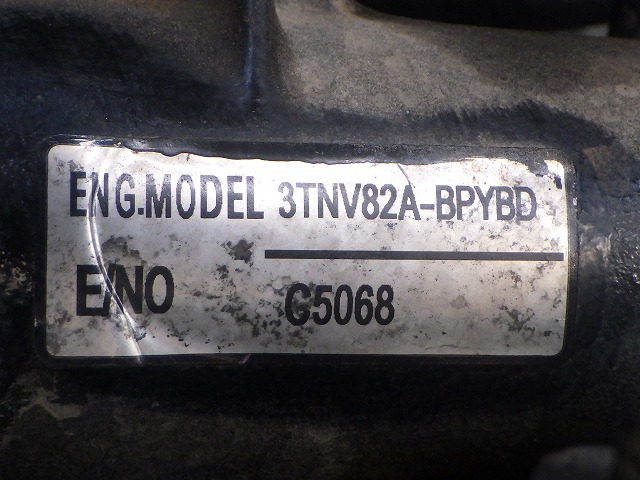 ENG.MODEL 3TNV82A-BPYBD
E/NO G5068